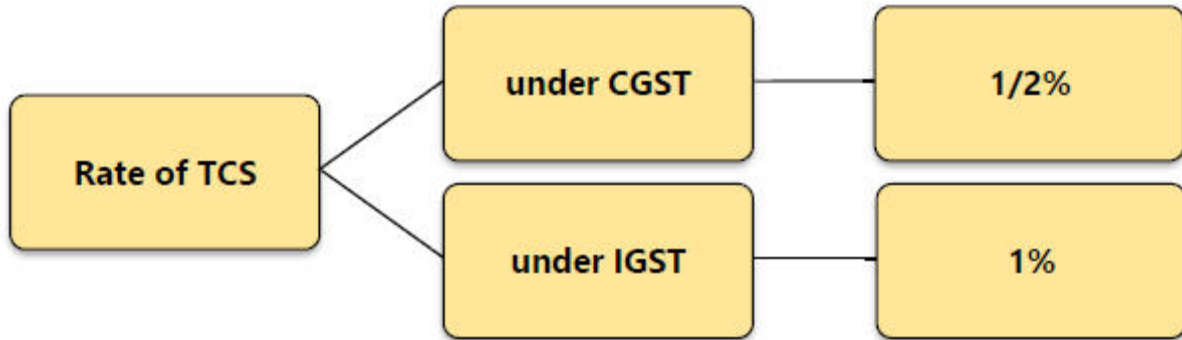 Rate of TCS
under CGST
1/2%
under IGST
1%